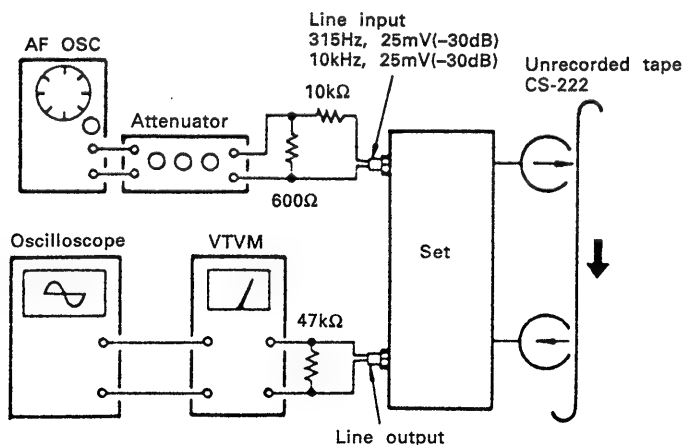 Line input
315Hz, 25mV(–30dB)
10kHz, 25mV(–30dB)
AF OSC
Unrecorded tape
CS-222
10kΩ
Attenuator
600Ω
Oscilloscope
VTVM
Set
47kΩ
Line output